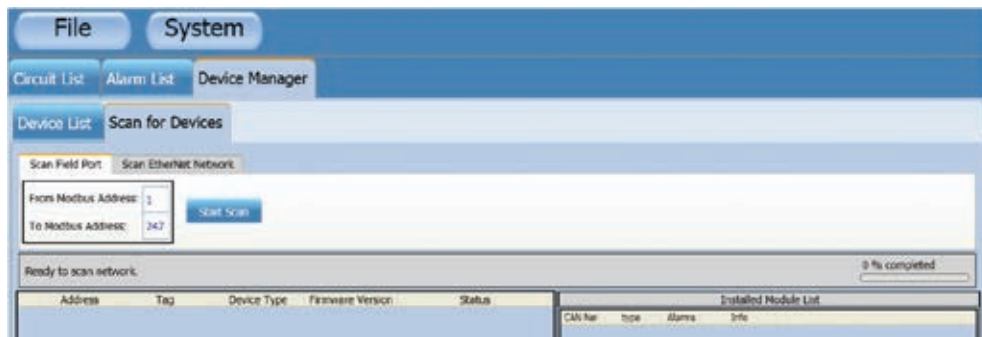 File System
Circuit List Alarm List Device Manager
Device List Scan for Devices
Scan Field Port Scan EtherNet Network
From Modbus Address: 1
Start Scan
To Modbus Address: 247
0 % completed
Ready to scan network.
Address Tag Device Type Firmware Version Status Installed Module List
CAN Nr type Alarms Info